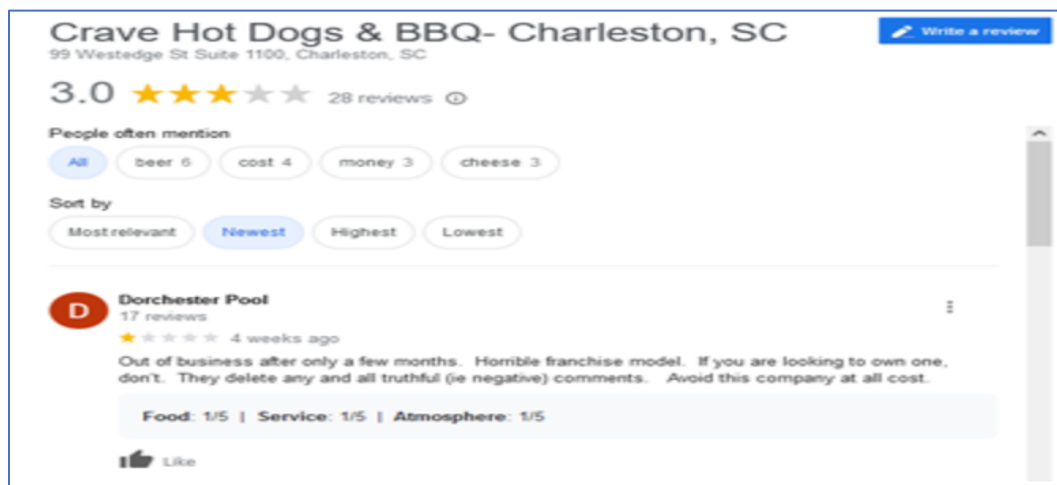 Crave Hot Dogs & BBQ- Charleston, SC
Write a review
99 Westedge St Suite 1100, Charleston, SC
3.0 28 reviews
People often mention
All beer 6 cost 4 money 3 cheese 3
Sort by
Most relevant Newest Highest Lowest
D
Dorchester Pool
17 reviews
4 weeks ago
Out of business after only a few months. Horrible franchise model. If you are looking to own one,
don't. They delete any and all truthful (ie negative) comments. Avoid this company at all cost.
Food: 1/5 | Service: 1/5 | Atmosphere: 1/5
Like